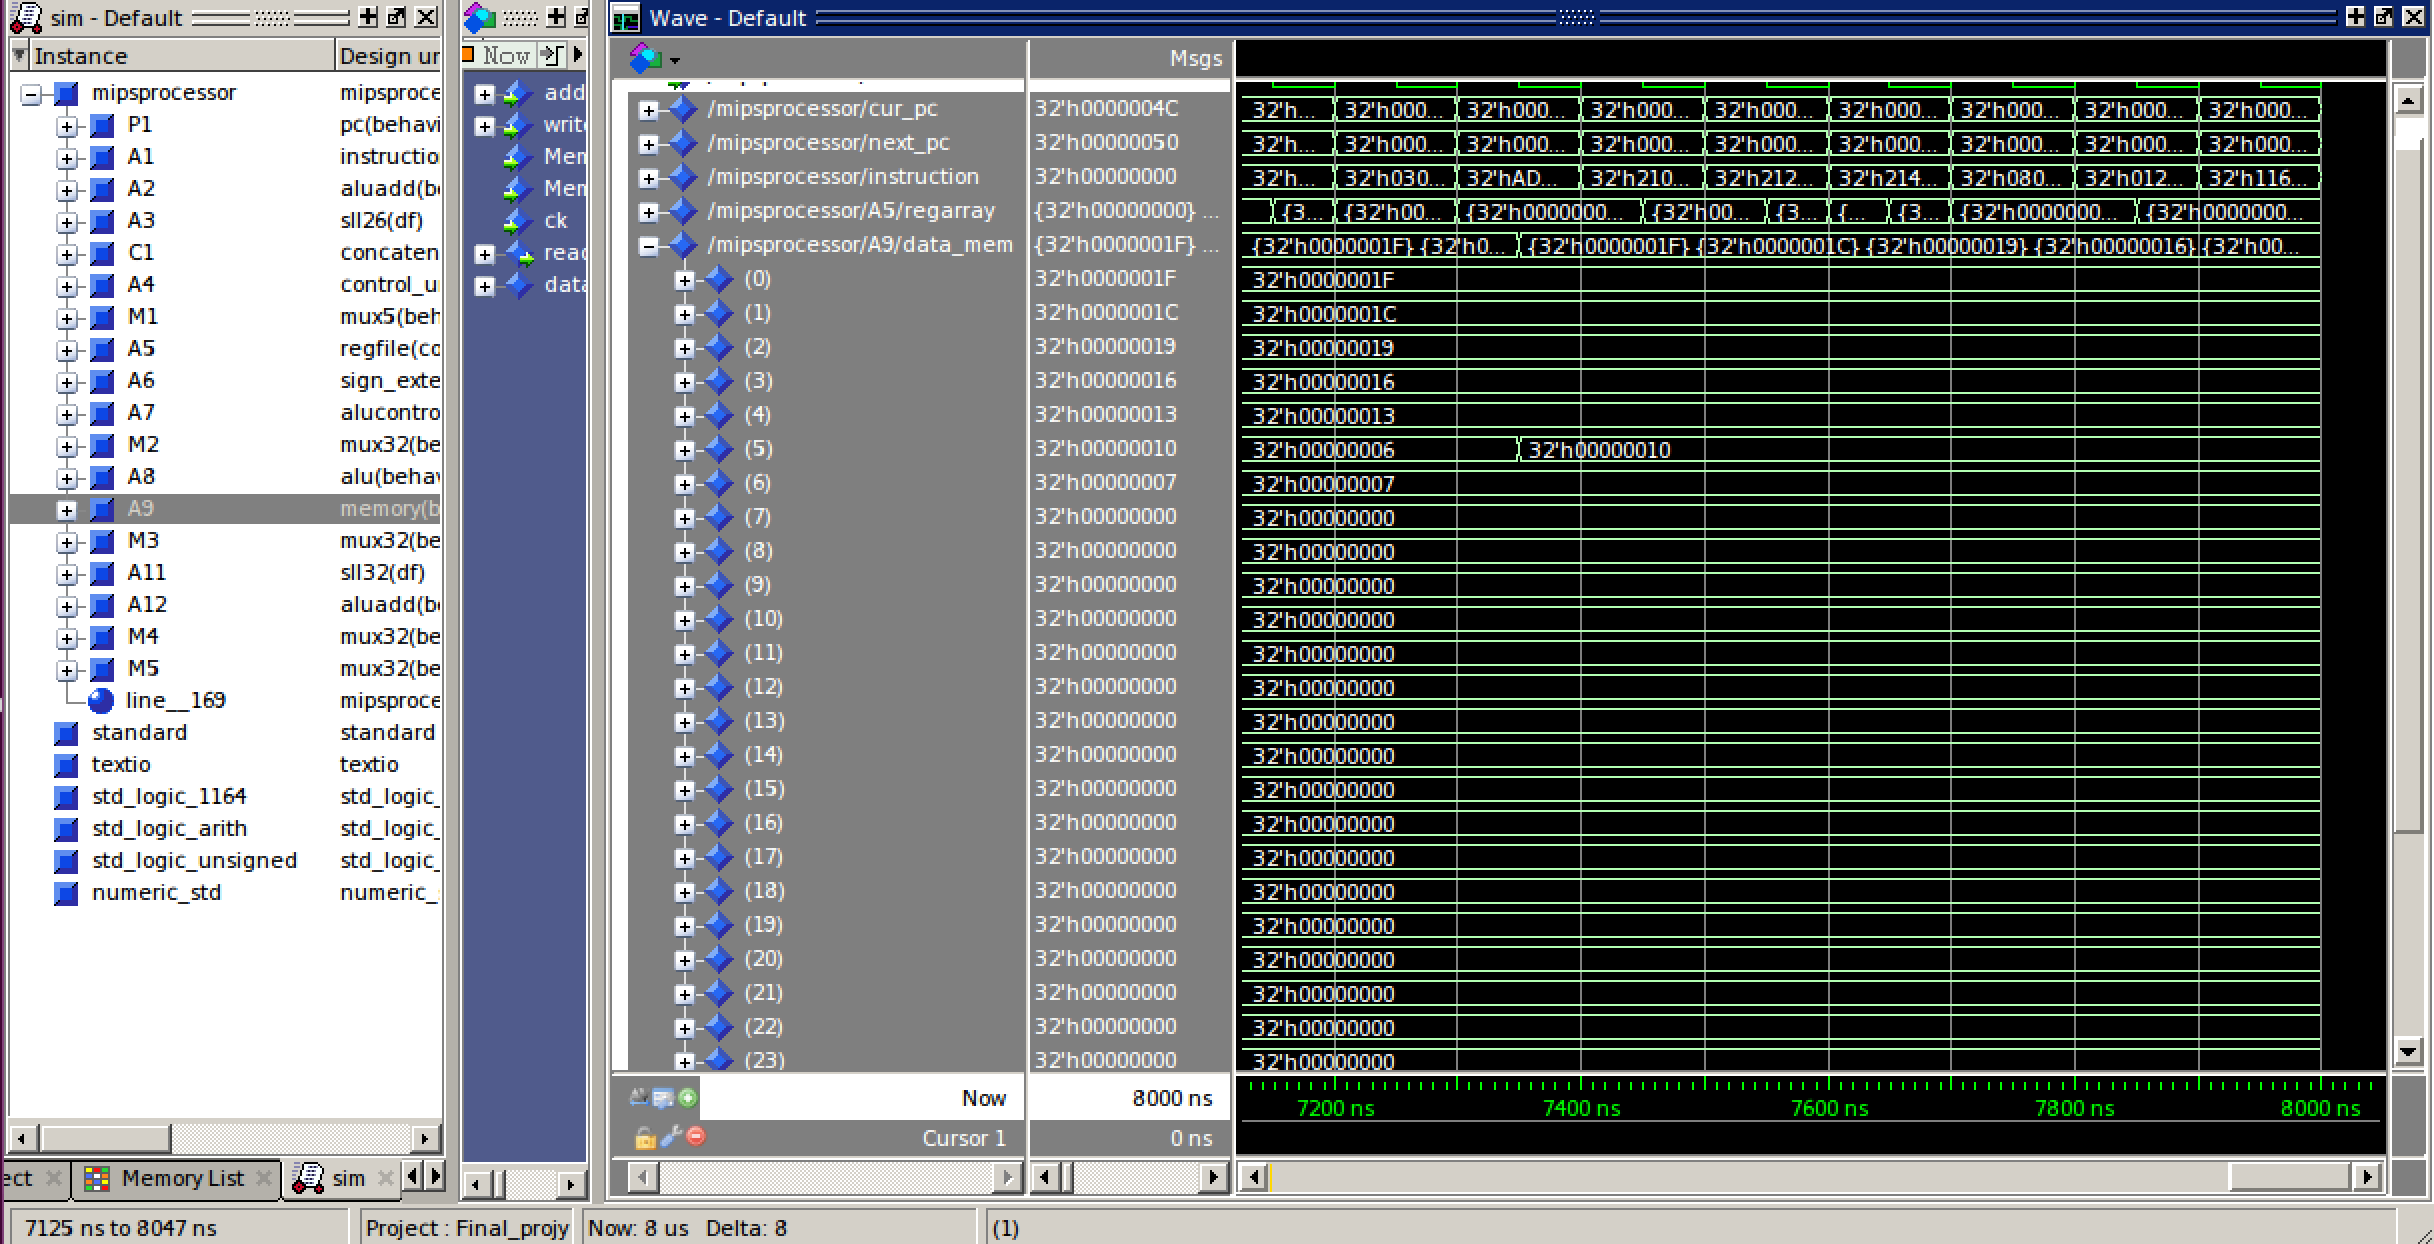 sim - Default
Instance Design ur
mipsprocessor mipsproce
P1 pc(behavi
A1 instructio
A2 aluadd(b
A3 sll26(df)
C1 concaten
A4 control_u
M1 mux5(beh
A5 regfile(co
A6 sign_exte
A7 alucontro
M2 mux32(be
A8 alu(behav
A9 memory(b
M3 mux32(be
A11 sll32(df)
A12 aluadd(b
M4 mux32(be
M5 mux32(be
line__169 mipsproce
standard standard
textio textio
std_logic_1164 std_logic_
std_logic_arith std_logic_
std_logic_unsigned std_logic_
numeric_std numeric_
ect Memory List sim
Now
add
write
Mem
Mem
ck
read
data
Wave - Default
Msgs
/mipsprocessor/cur_pc 32'h0000004C 32'h... 32'h000... 32'h000... 32'h000... 32'h000... 32'h000... 32'h000... 32'h000... 32'h000...
/mipsprocessor/next_pc 32'h00000050 32'h... 32'h000... 32'h000... 32'h000... 32'h000... 32'h000... 32'h000... 32'h000... 32'h000...
/mipsprocessor/instruction 32'h00000000 32'h... 32'h030... 32'hAD... 32'h210... 32'h212... 32'h214... 32'h080... 32'h012... 32'h116...
/mipsprocessor/A5/regarray {32'h00000000} ... {3... {32'h00... {32'h0000000... {32'h00... {3... {... {3... {32'h0000000... {32'h0000000...
/mipsprocessor/A9/data_mem {32'h0000001F} ... {32'h0000001F} {32'h0... {32'h0000001F} {32'h0000001C} {32'h00000019} {32'h00000016} {32'h00...
(0) 32'h0000001F 32'h0000001F
(1) 32'h0000001C 32'h0000001C
(2) 32'h00000019 32'h00000019
(3) 32'h00000016 32'h00000016
(4) 32'h00000013 32'h00000013
(5) 32'h00000010 32'h00000006 32'h00000010
(6) 32'h00000007 32'h00000007
(7) 32'h00000000 32'h00000000
(8) 32'h00000000 32'h00000000
(9) 32'h00000000 32'h00000000
(10) 32'h00000000 32'h00000000
(11) 32'h00000000 32'h00000000
(12) 32'h00000000 32'h00000000
(13) 32'h00000000 32'h00000000
(14) 32'h00000000 32'h00000000
(15) 32'h00000000 32'h00000000
(16) 32'h00000000 32'h00000000
(17) 32'h00000000 32'h00000000
(18) 32'h00000000 32'h00000000
(19) 32'h00000000 32'h00000000
(20) 32'h00000000 32'h00000000
(21) 32'h00000000 32'h00000000
(22) 32'h00000000 32'h00000000
(23) 32'h00000000 32'h00000000
Now 8000 ns 7200 ns 7400 ns 7600 ns 7800 ns 8000 ns
Cursor 1 0 ns
7125 ns to 8047 ns Project : Final_projy Now: 8 us Delta: 8 (1)